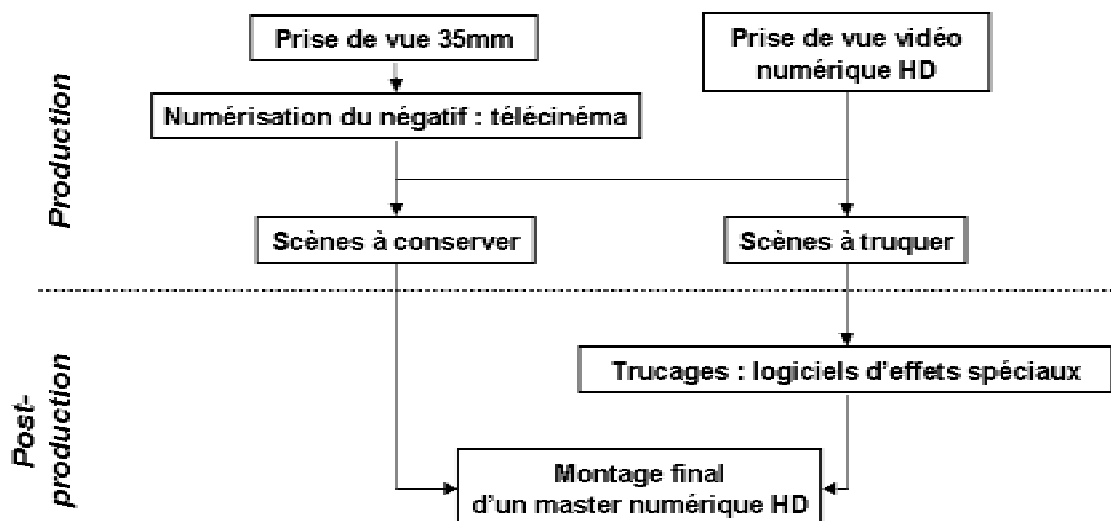 Prise de vue 35mm
Prise de vue vidéo
numérique HD
Numérisation du négatif : télécinéma
Production
Scènes à conserver
Scènes à truquer
Trucages : logiciels d'effets spéciaux
Post-
production
Montage final
d'un master numérique HD